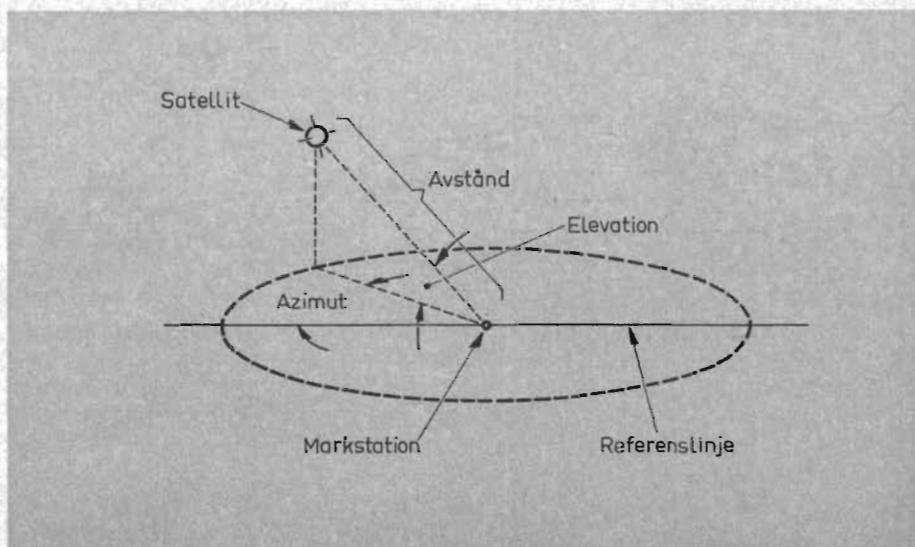 Satellit
Avstånd
Elevation
Azimut
Markstation
Referenslinje